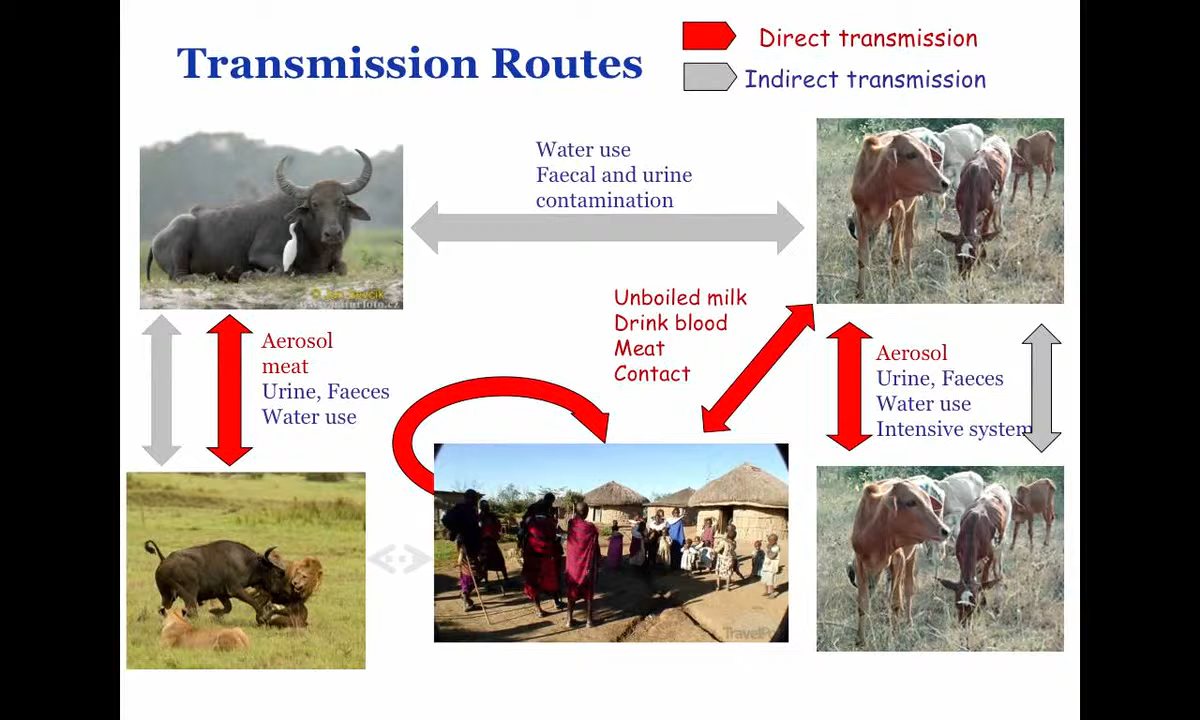 Transmission Routes
Direct transmission
Indirect transmission
Water use
Faecal and urine
contamination
Unboiled milk
Drink blood
Meat
Contact
Aerosol
meat
Urine, Faeces
Water use
Aerosol
Urine, Faeces
Water use
Intensive system